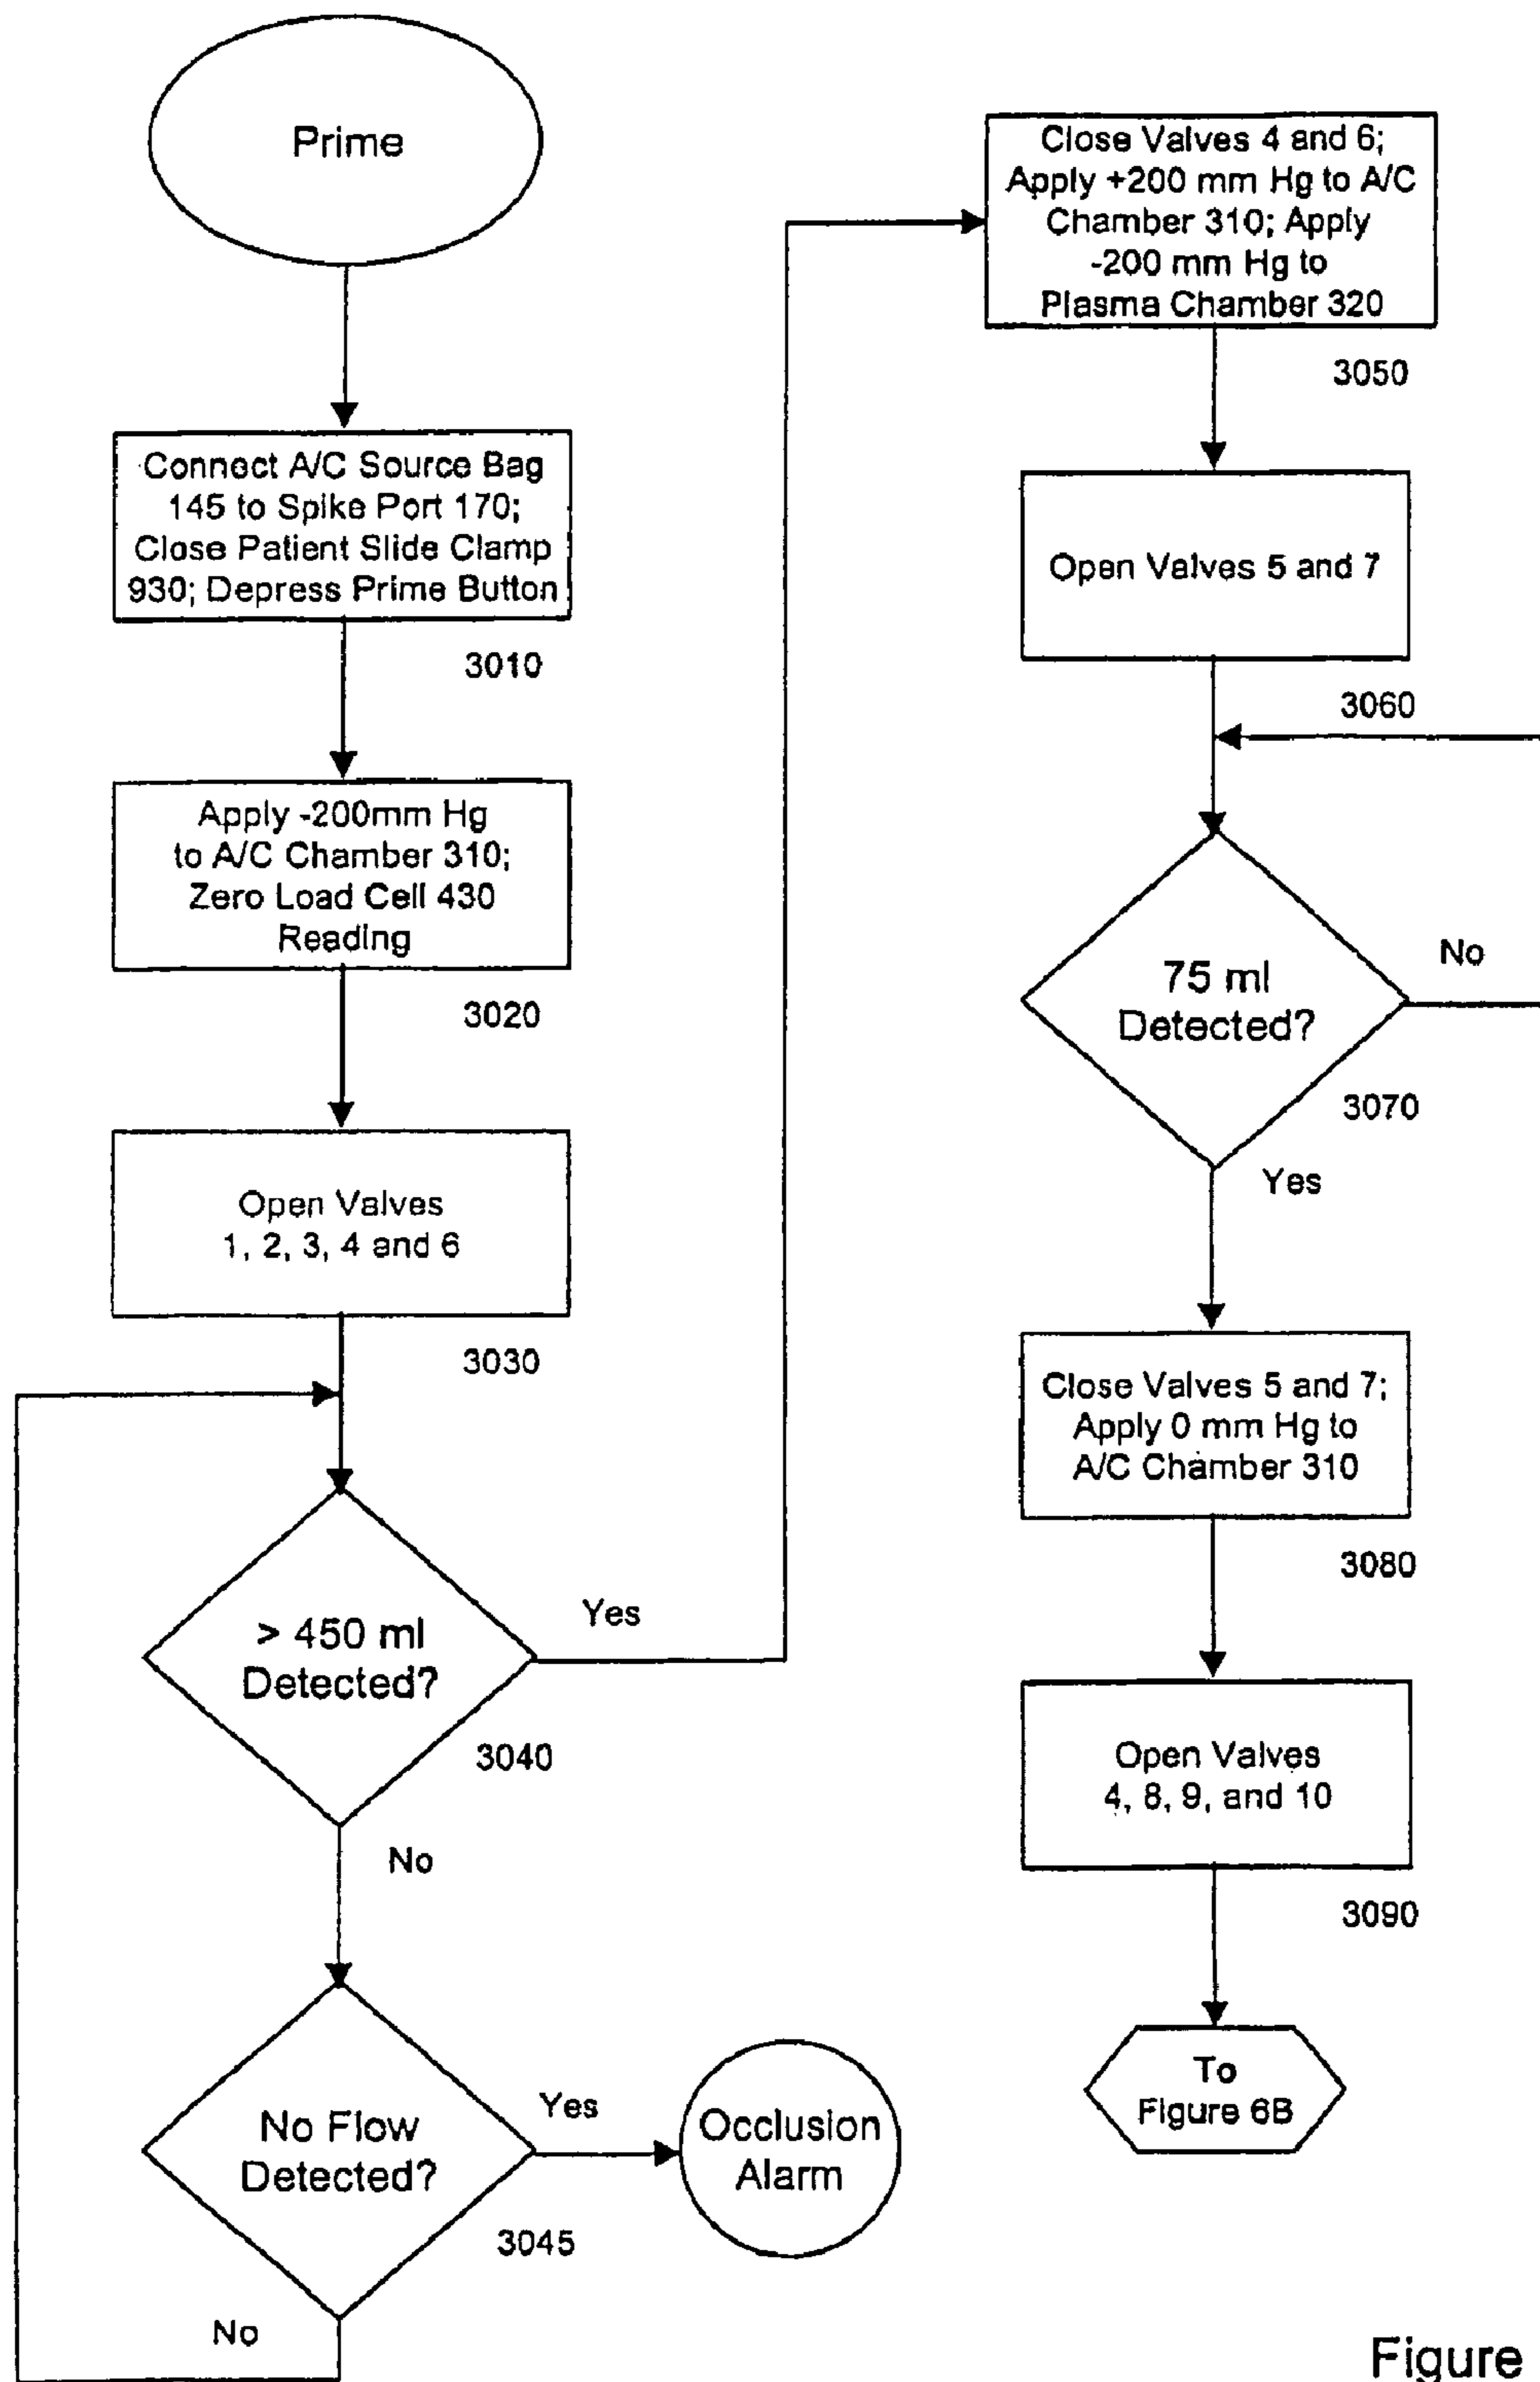 Prime
Connect A/C Source Bag
145 to Spike Port 170;
Close Patient Slide Clamp
930; Depress Prime Button
3010
Apply -200mm Hg
to A/C Chamber 310;
Zero Load Cell 430
Reading
3020
Open Valves
1, 2, 3, 4 and 6
3030
> 450 ml
Detected?
Yes
3040
No
No Flow
Detected?
Yes
3045
No
Occlusion
Alarm
Close Valves 4 and 6;
Apply +200 mm Hg to A/C
Chamber 310; Apply
-200 mm Hg to
Plasma Chamber 320
3050
Open Valves 5 and 7
3060
75 ml
Detected?
No
3070
Yes
Close Valves 5 and 7;
Apply 0 mm Hg to
A/C Chamber 310
3080
Open Valves
4, 8, 9, and 10
3090
To
Figure 6B
Figure